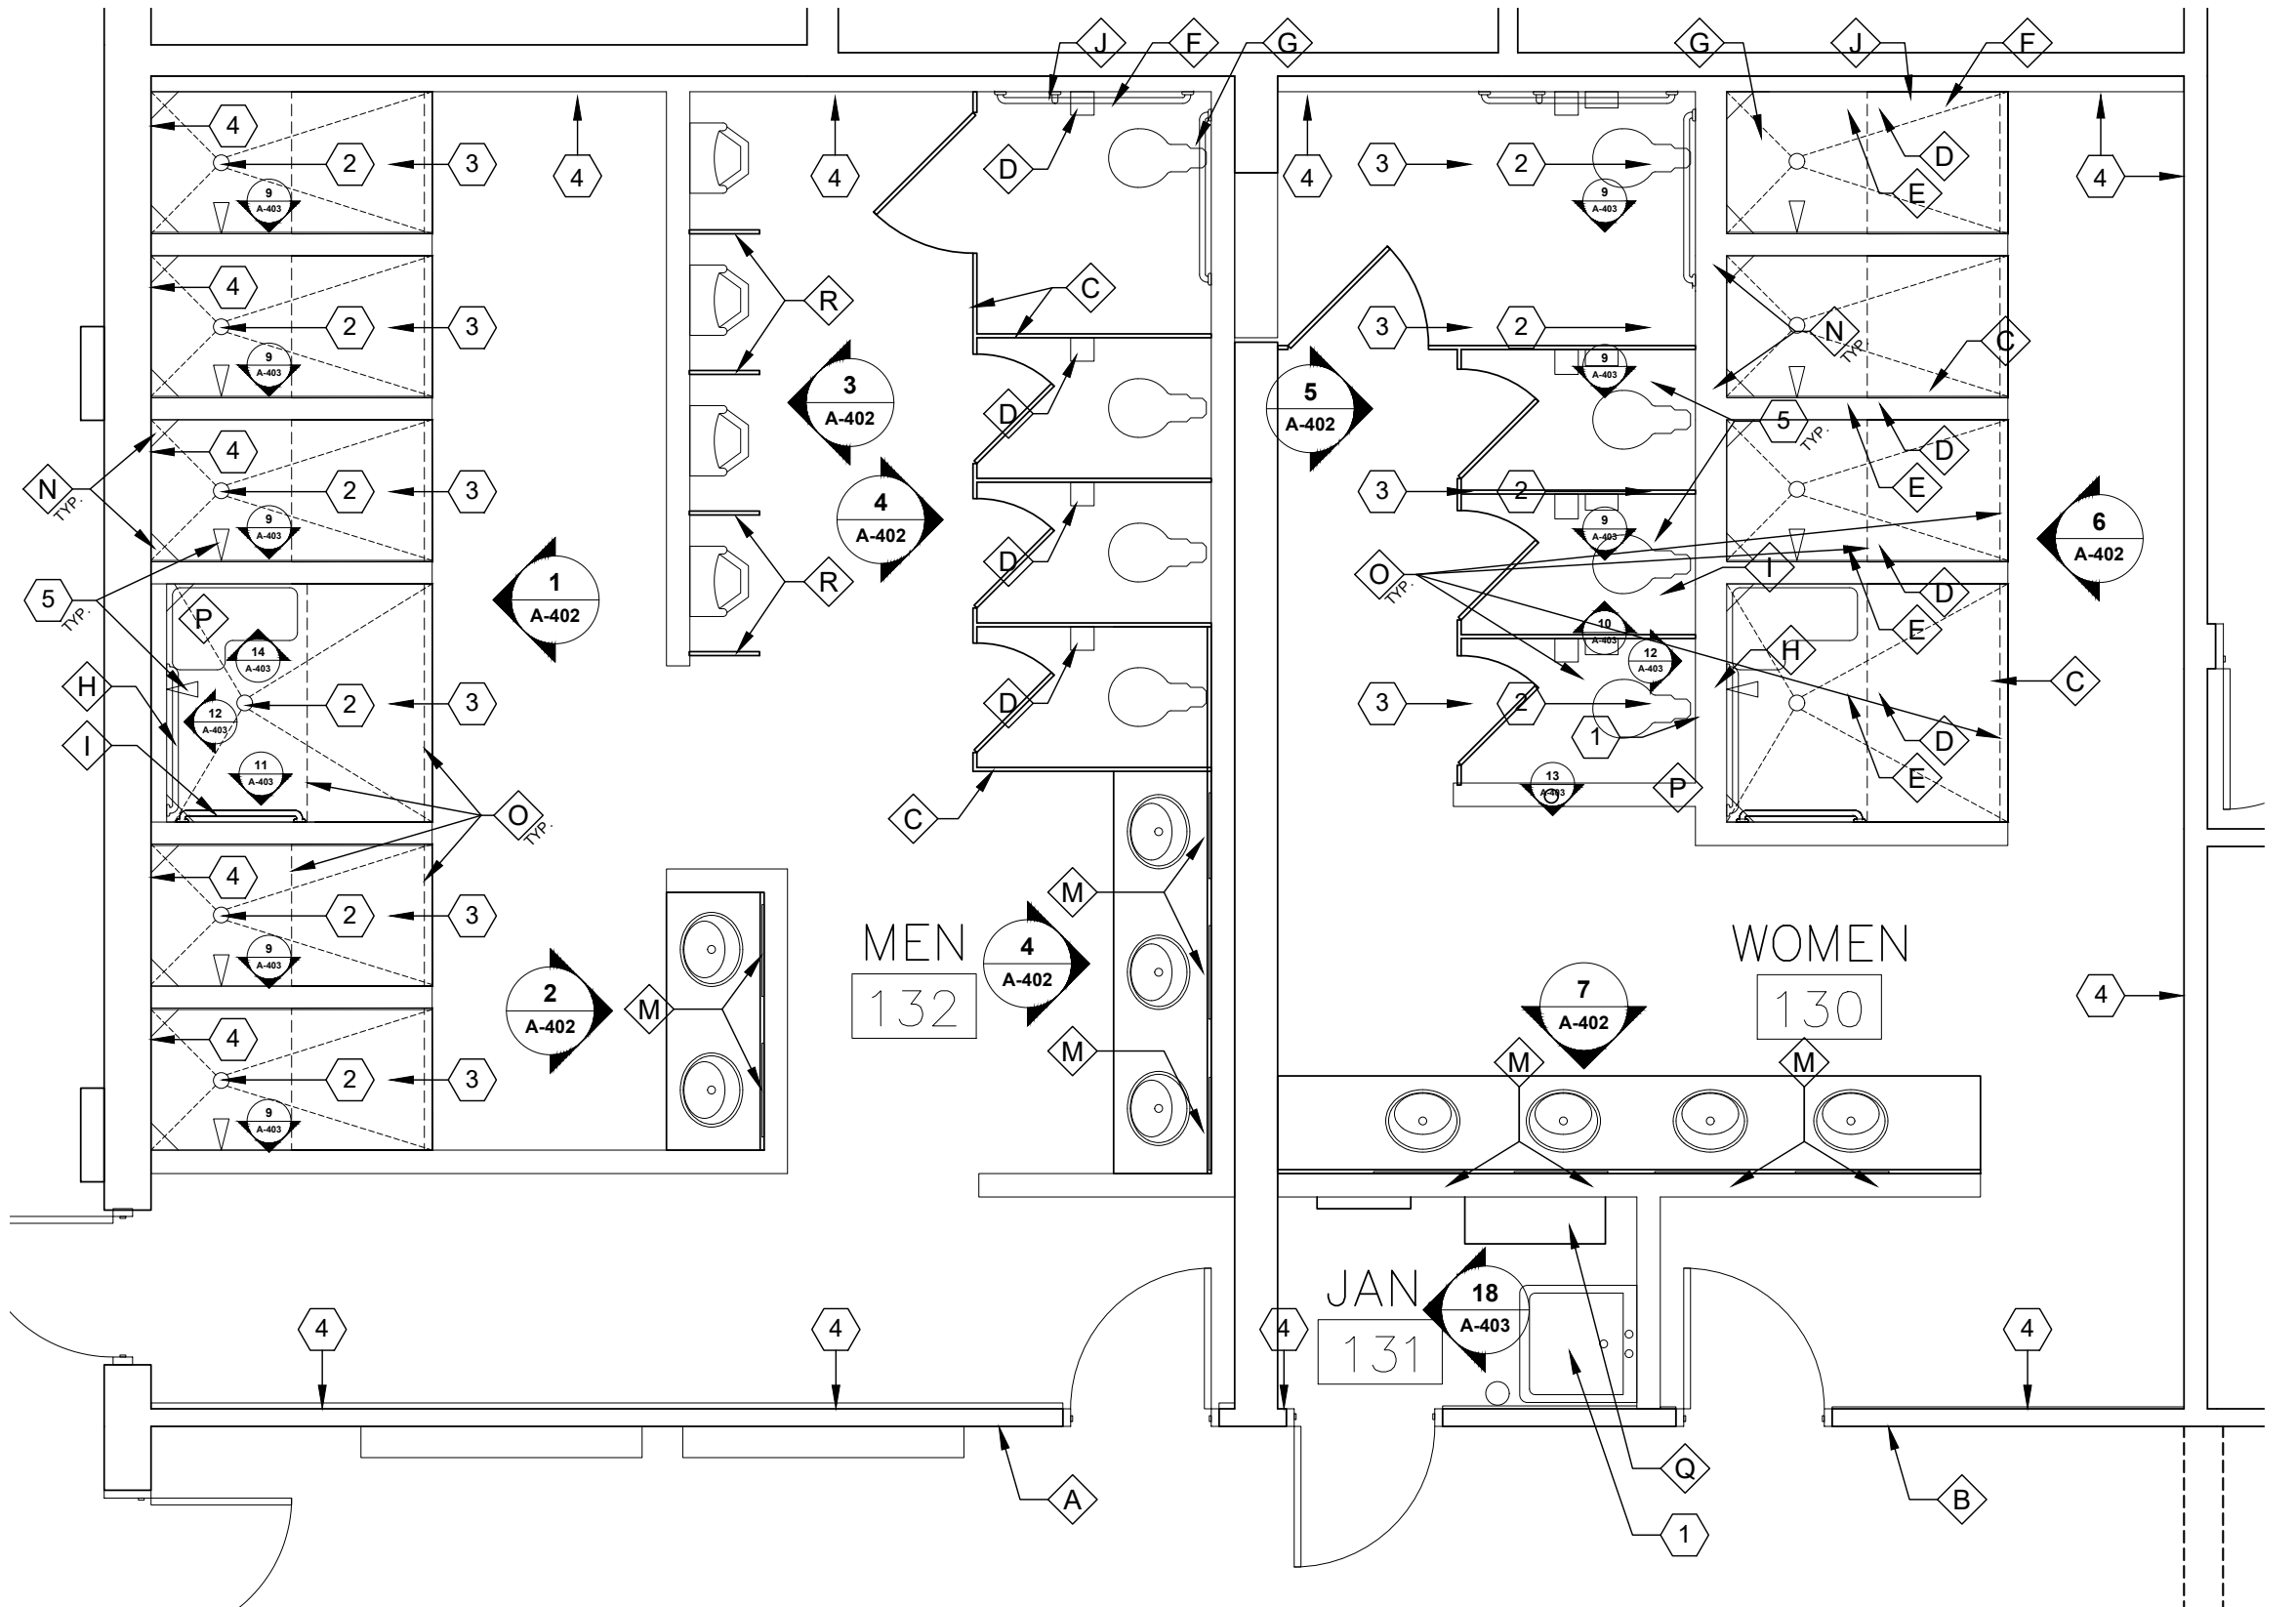 J F G G J F
4 4 4 D 4 3 2 D E 4
2 3
9
A-403
9
A-403
4 R C
2 3
9
A-403
3
A-402
3 2
9
A-403
5
A-402
N
TYP.
C
4 D 5
TYP.
D
N
TYP.
2 3
9
A-403
4
A-402
3 2
9
A-403
E
6
A-402
D
5
TYP.
1
A-402
R
O
TYP.
I D
P
14
A-403
10
A-403
12
A-403
E
H
H
12
A-403
2 3
D
3 2
C
I
11
A-403
1 D
E
O
TYP.
C
13
A-403
O
P
4
2 3
9
A-403
M
MEN
132
4
A-402
WOMEN
130
4
2
A-402
M
7
A-402
4
2 3
9
A-403
M
M M
JAN
131
18
A-403
4 4 4 4
A Q B
1